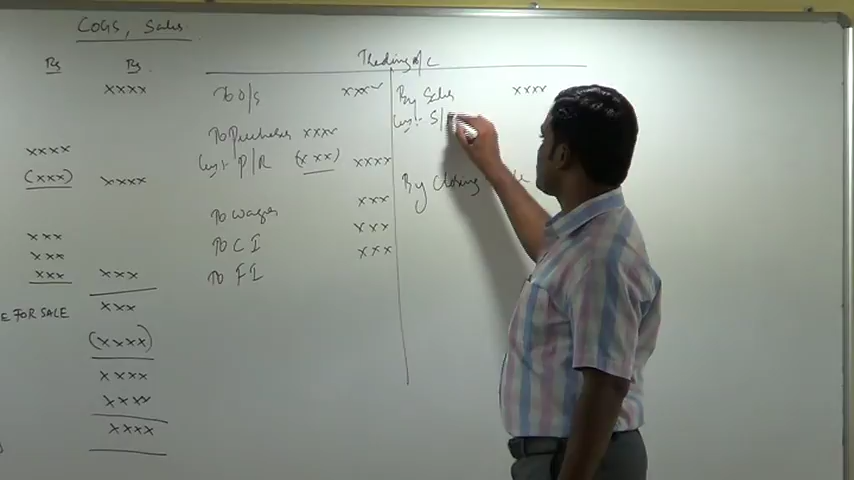 COGS, Sales
Rs
Rs.
xxxx
xxxx
(xxx)
xxxx
xxx
xxx
xxx
xxx
E FOR SALE
xxx
(xxxx)
xxxx
xxxx
xxxx
Trading A/C
To O/S
xxxx
To Purchases xxxx
Less:- P/R (xxx)
xxxx
To wages
xxx
To C I
xxx
To F I
xxx
By Sales
xxxx
Less:- S/
By Closing